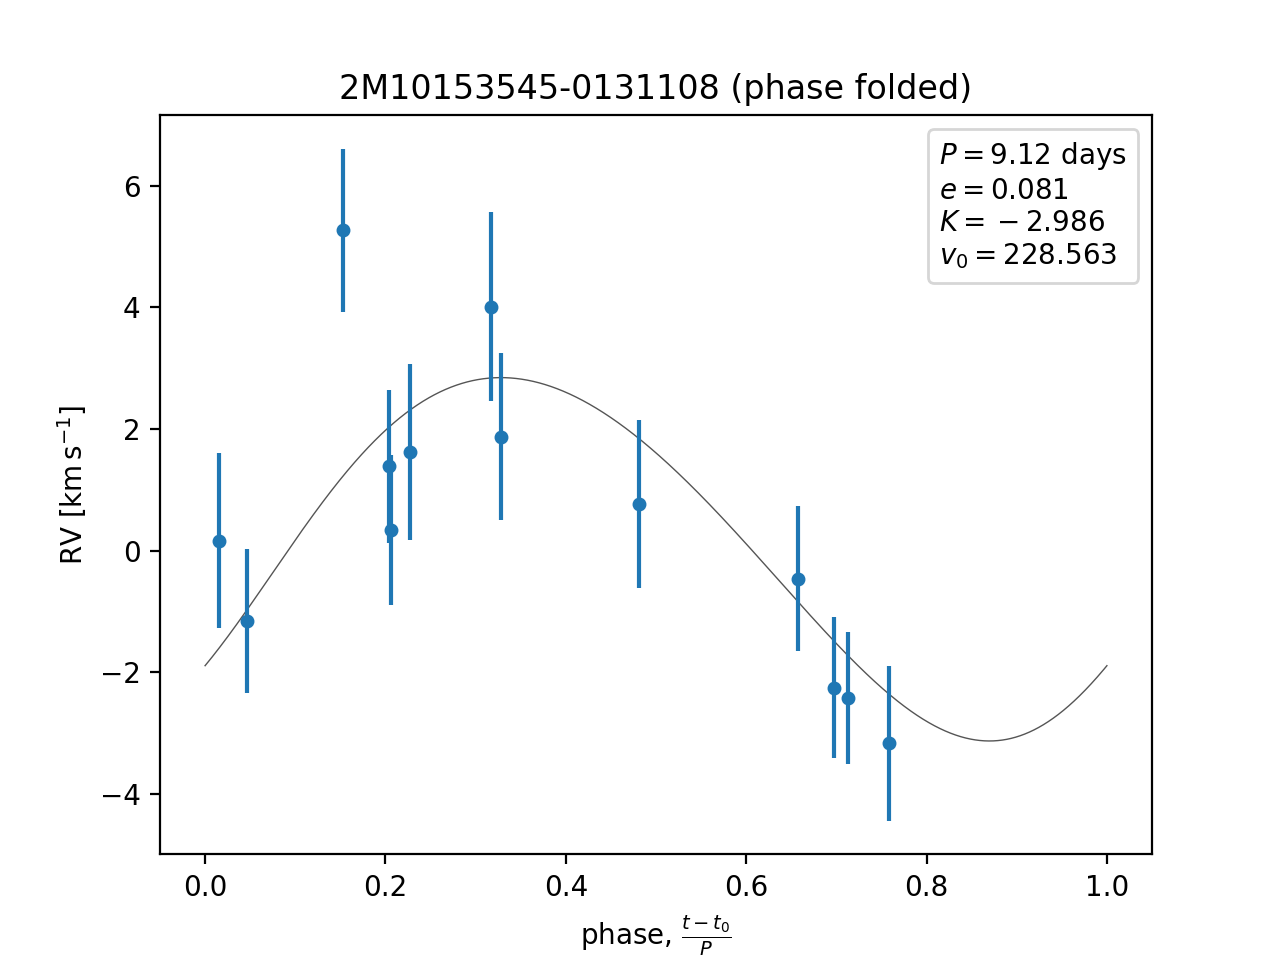 2M10153545-0131108 (phase folded)
P = 9.12 days
e = 0.081
K = −2.986
v₀ = 228.563
6
4
2
0
−2
−4
RV [km s⁻¹]
0.0 0.2 0.4 0.6 0.8 1.0
phase, (t − t₀)/P